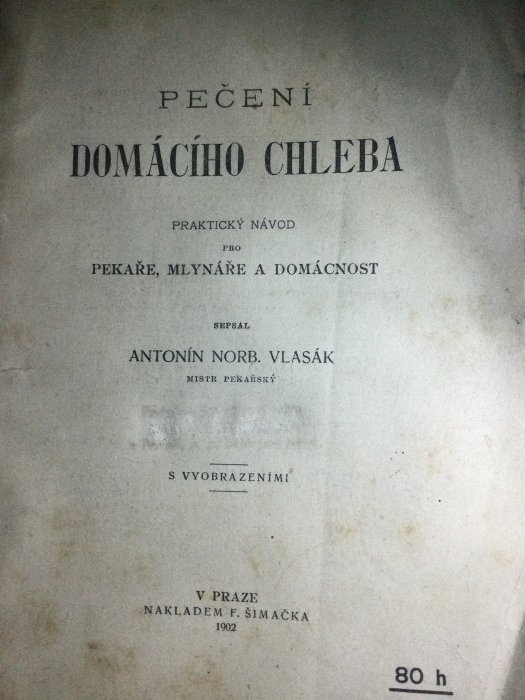 PEČENÍ
DOMÁCÍHO CHLEBA
PRAKTICKÝ NÁVOD
PRO
PEKAŘE, MLYNÁŘE A DOMÁCNOST
SEPSAL
ANTONÍN NORB. VLASÁK
MISTR PEKAŘSKÝ
S VYOBRAZENÍMI
V PRAZE
NAKLADEM F. ŠIMAČKA
1902
80 h